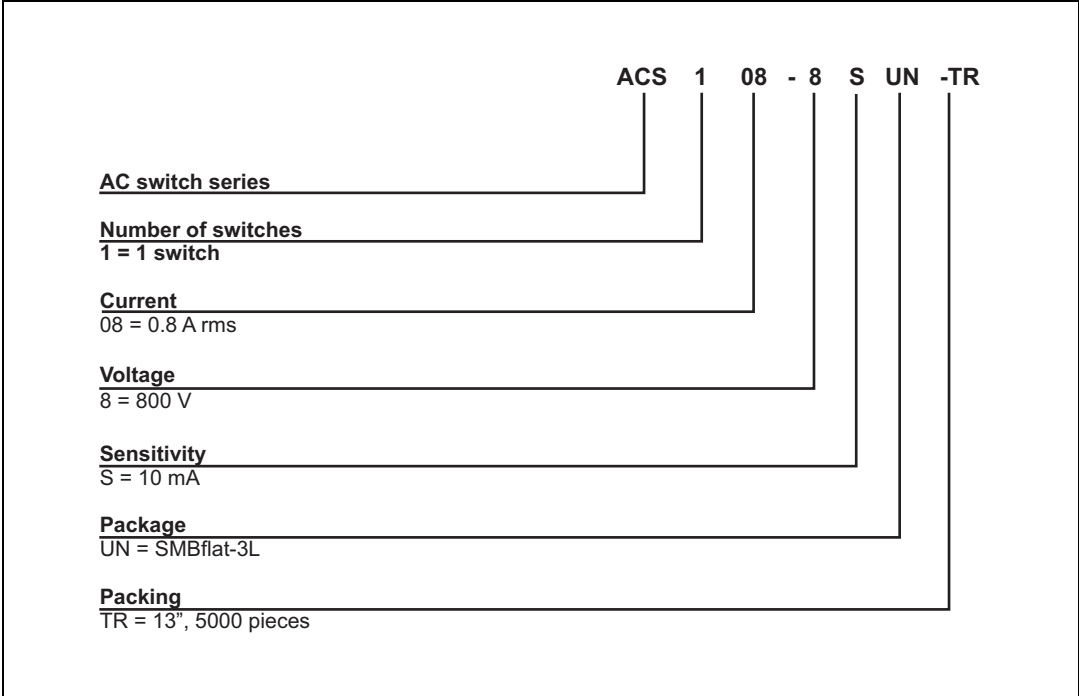 ACS 1 08 - 8 S UN -TR
AC switch series
Number of switches
1 = 1 switch
Current
08 = 0.8 A rms
Voltage
8 = 800 V
Sensitivity
S = 10 mA
Package
UN = SMBflat-3L
Packing
TR = 13”, 5000 pieces